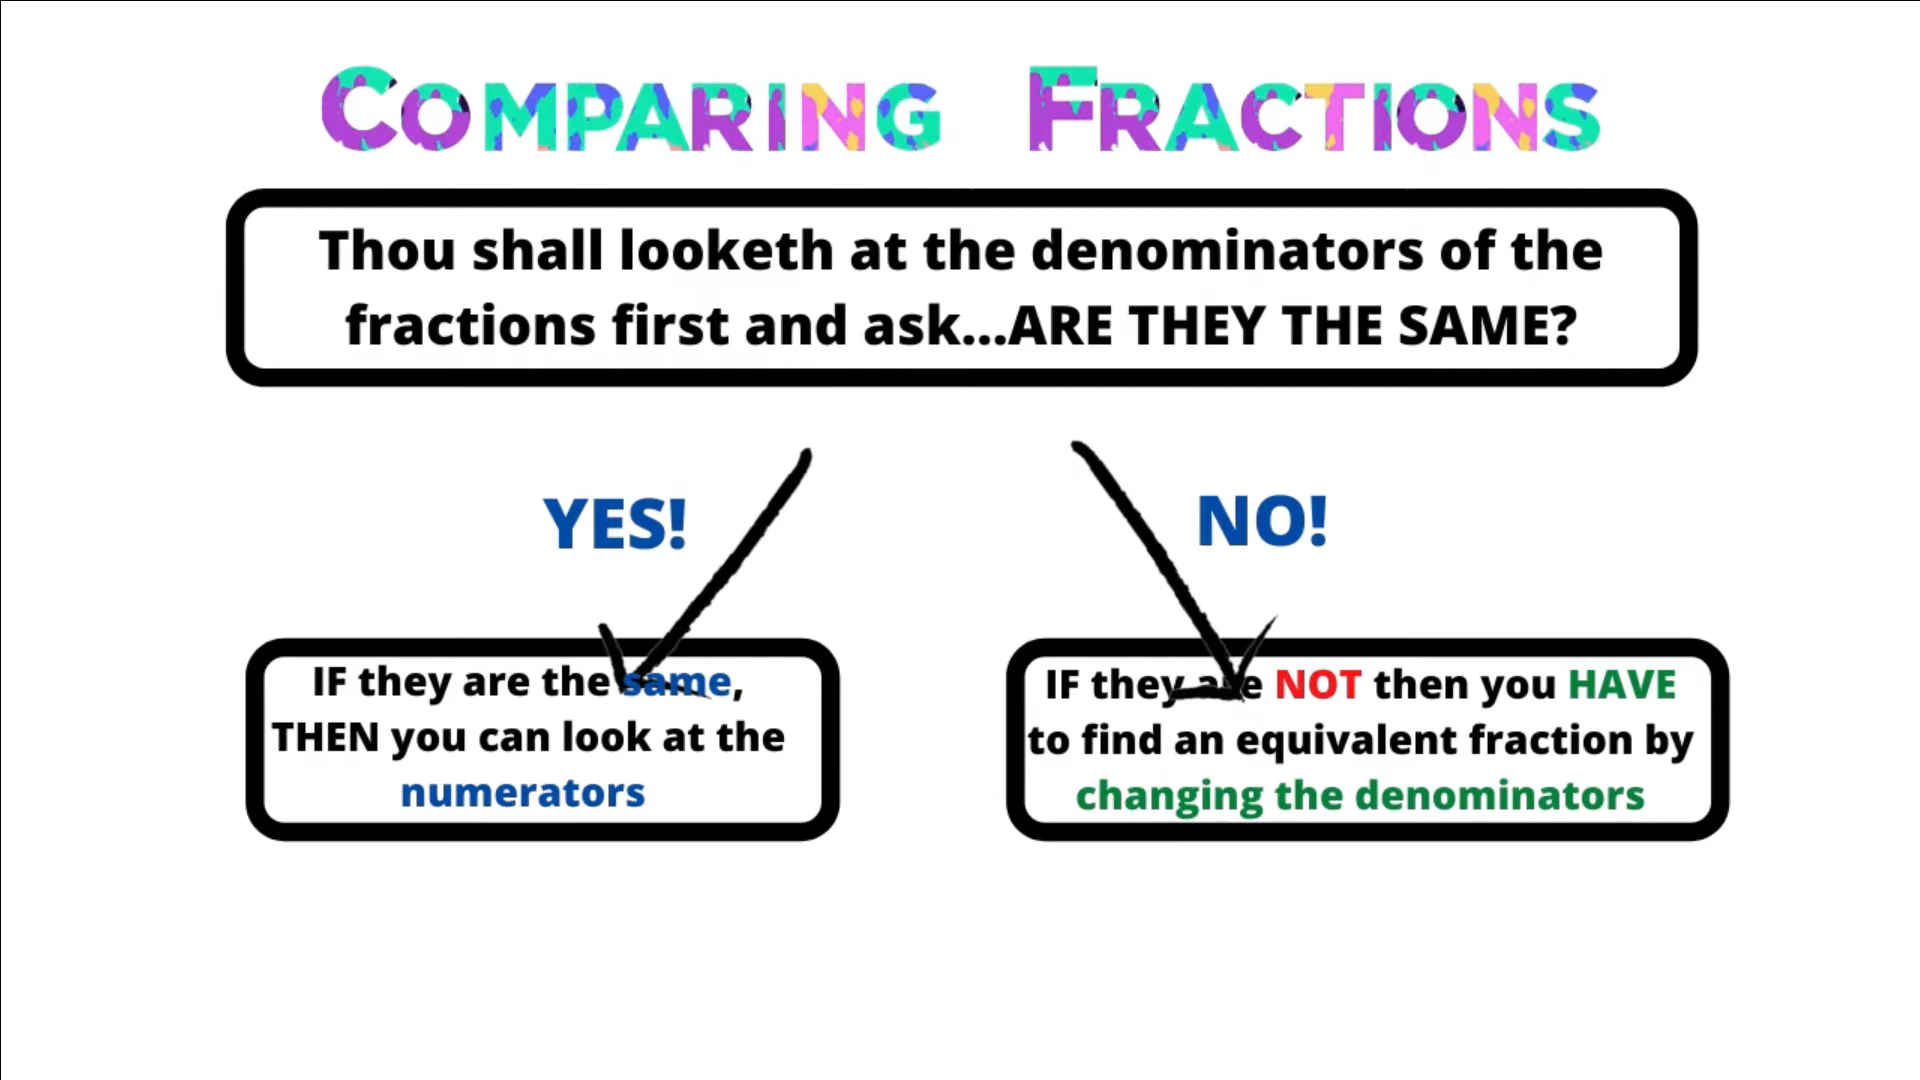 COMPARING FRACTIONS
Thou shall looketh at the denominators of the
fractions first and ask...ARE THEY THE SAME?
YES!
NO!
IF they are the same,
THEN you can look at the
numerators
IF they are NOT then you HAVE
to find an equivalent fraction by
changing the denominators